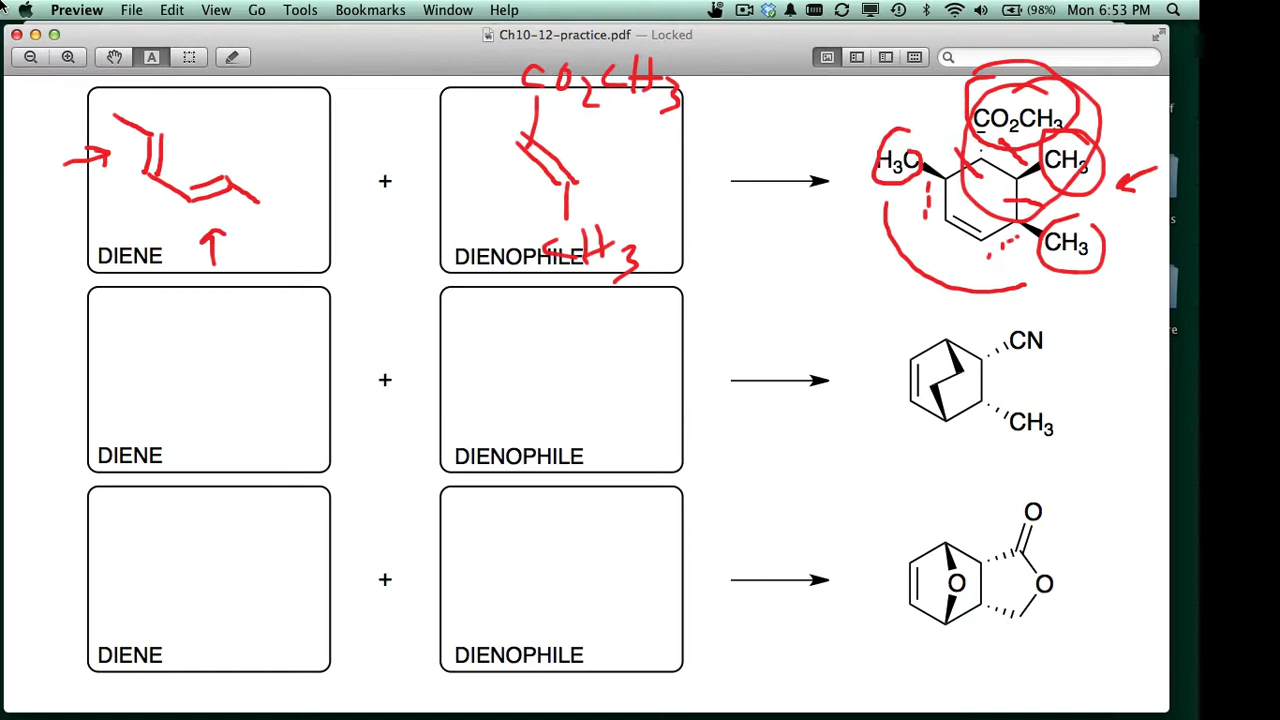 Preview File Edit View Go Tools Bookmarks Window Help (98%) Mon 6:53 PM
Ch10-12-practice.pdf — Locked
CO2CH3
CO2CH3
H3C
CH3
+
CH3
CH3
DIENE
DIENOPHILE
CN
+
CH3
DIENE
DIENOPHILE
O
+
O
O
DIENE
DIENOPHILE